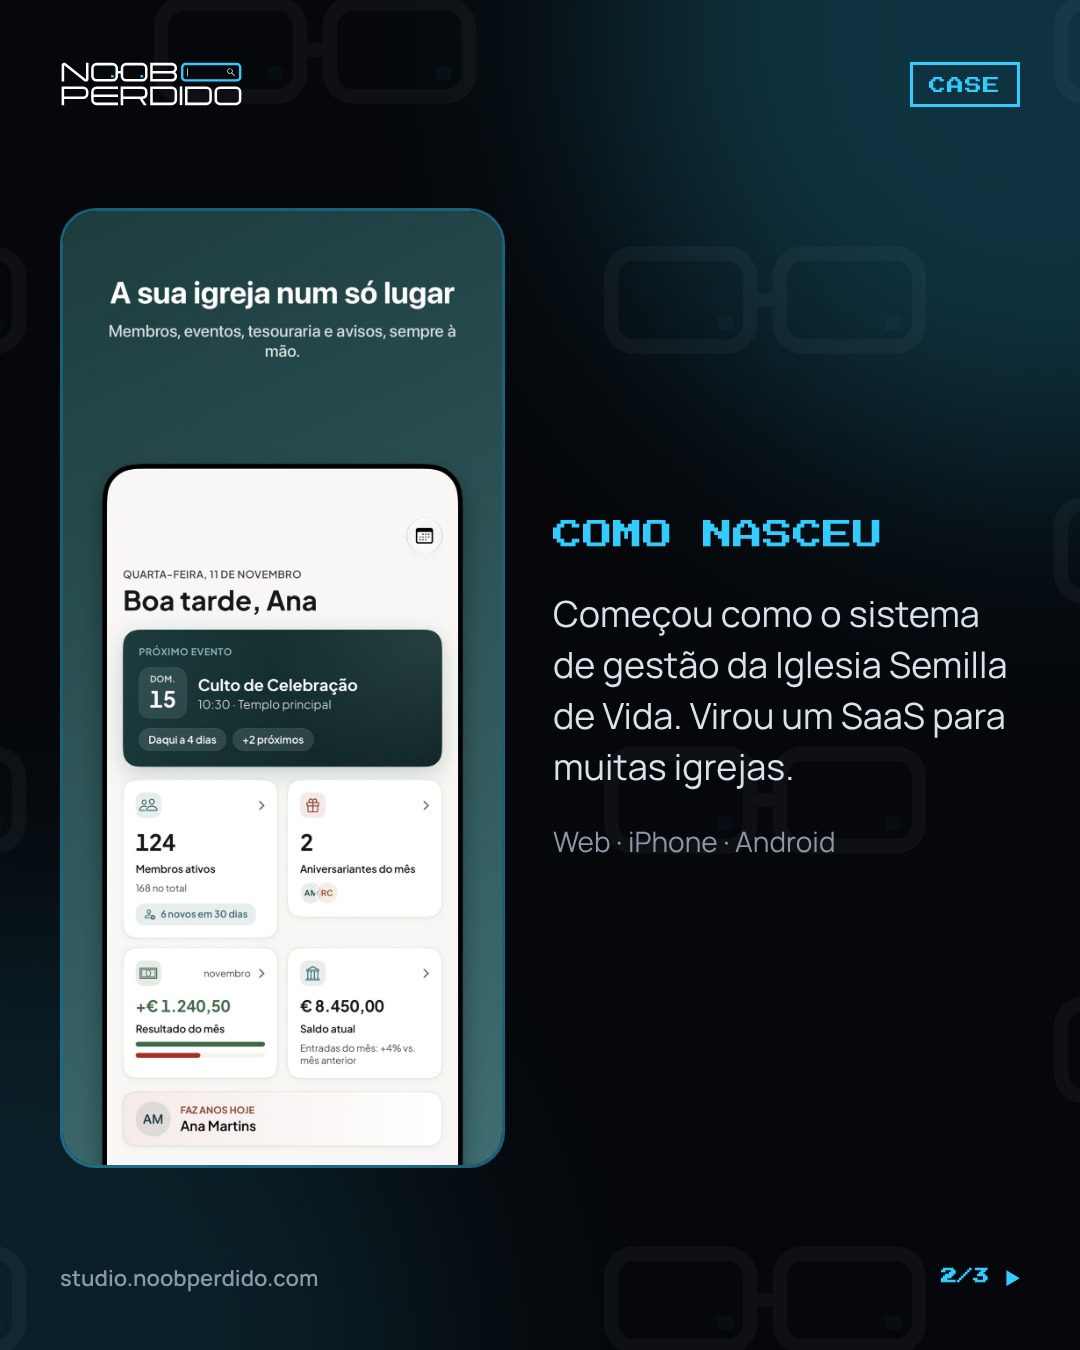 NOOB
PERDIDO
CASE
A sua igreja num só lugar
Membros, eventos, tesouraria e avisos, sempre à
mão.
QUARTA-FEIRA, 11 DE NOVEMBRO
Boa tarde, Ana
PRÓXIMO EVENTO
DOM.
15
Culto de Celebração
10:30 · Templo principal
Daqui a 4 dias
+2 próximos
124
Membros ativos
168 no total
6 novos em 30 dias
2
Aniversariantes do mês
AM
RC
novembro
+€ 1.240,50
Resultado do mês
€ 8.450,00
Saldo atual
Entradas do mês: +4% vs.
mês anterior
AM
FAZ ANOS HOJE
Ana Martins
COMO NASCEU
Começou como o sistema
de gestão da Iglesia Semilla
de Vida. Virou um SaaS para
muitas igrejas.
Web · iPhone · Android
studio.noobperdido.com
2/3